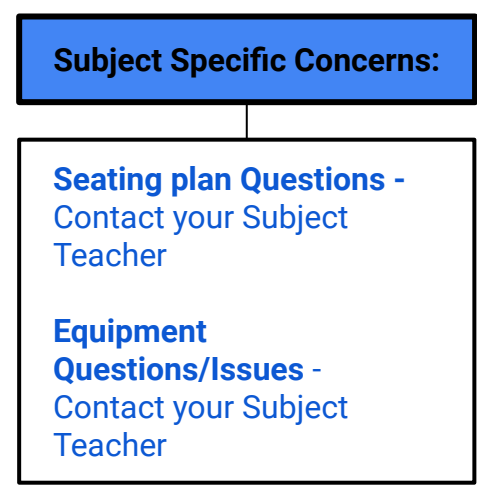 Subject Specific Concerns:
Seating plan Questions -
Contact your Subject
Teacher
Equipment
Questions/Issues -
Contact your Subject
Teacher